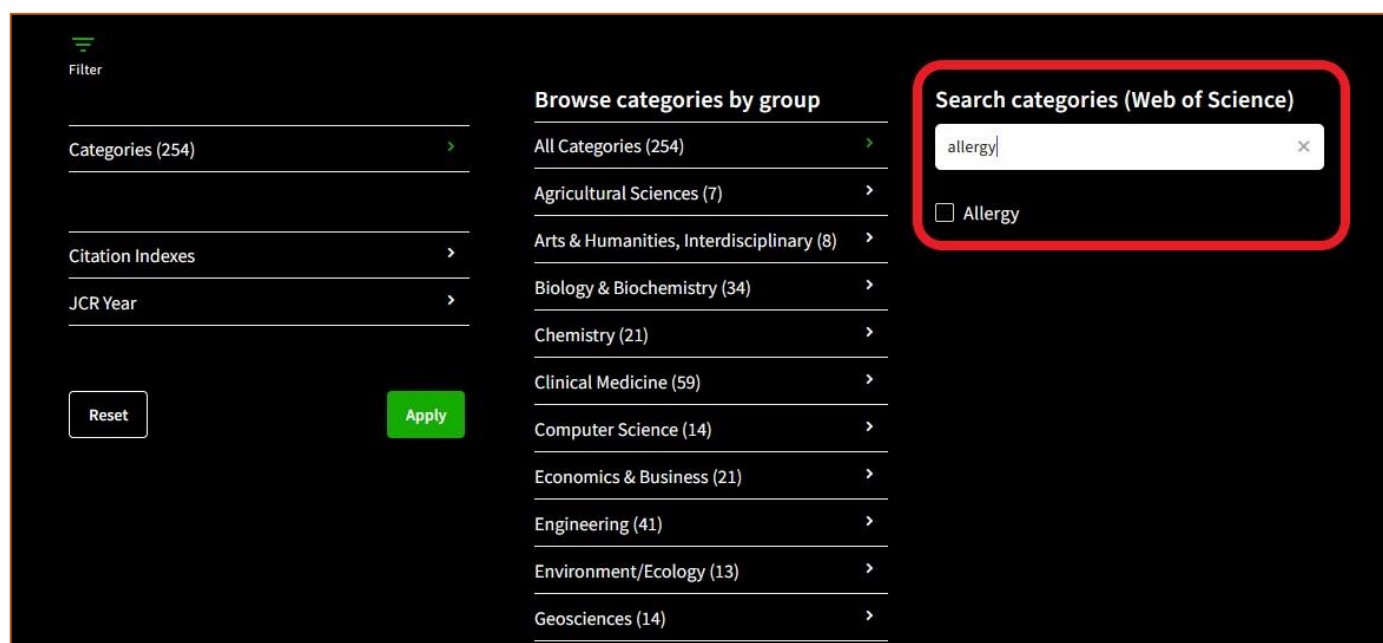 Filter
Categories (254)
Citation Indexes
JCR Year
Reset
Apply
Browse categories by group
All Categories (254)
Agricultural Sciences (7)
Arts & Humanities, Interdisciplinary (8)
Biology & Biochemistry (34)
Chemistry (21)
Clinical Medicine (59)
Computer Science (14)
Economics & Business (21)
Engineering (41)
Environment/Ecology (13)
Geosciences (14)
Search categories (Web of Science)
allergy
Allergy